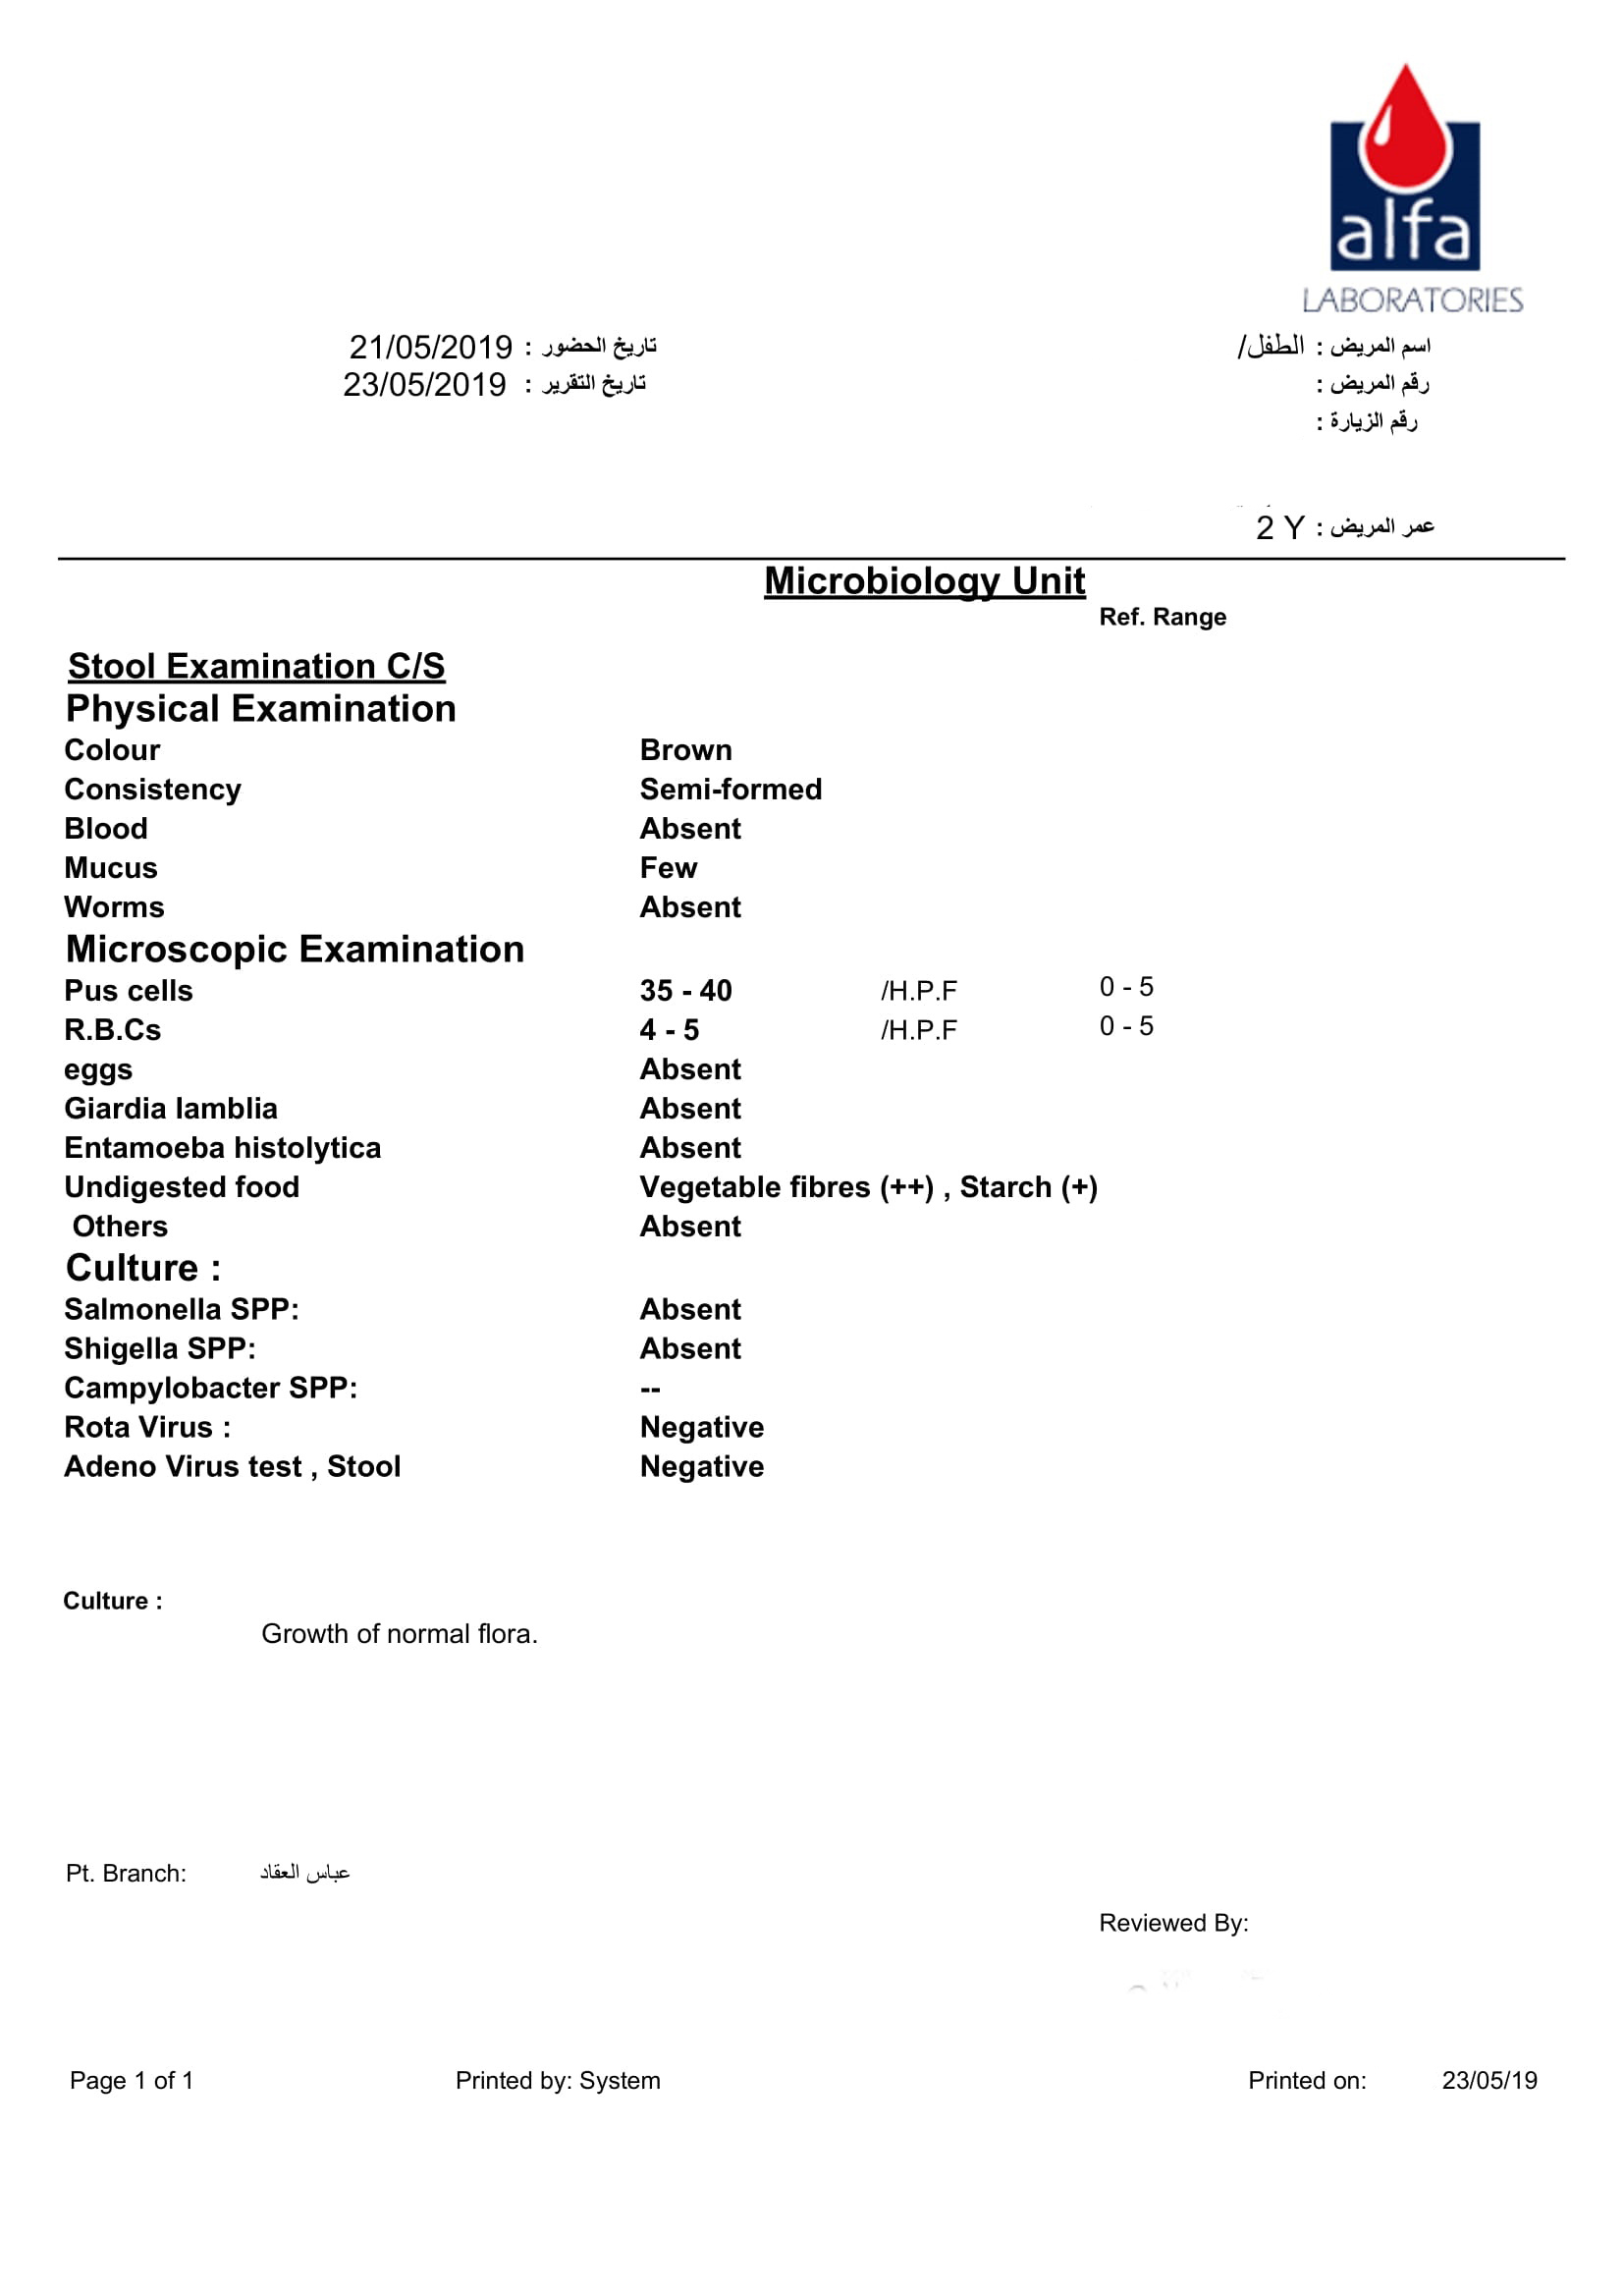 alfa
LABORATORIES
اسم المريض : الطفل/
تاريخ الحضور : 21/05/2019
رقم المريض :
تاريخ التقرير : 23/05/2019
رقم الزيارة :
عمر المريض : 2 Y
Microbiology Unit
Ref. Range
Stool Examination C/S
Physical Examination
Colour Brown
Consistency Semi-formed
Blood Absent
Mucus Few
Worms Absent
Microscopic Examination
Pus cells 35 - 40 /H.P.F 0 - 5
R.B.Cs 4 - 5 /H.P.F 0 - 5
eggs Absent
Giardia lamblia Absent
Entamoeba histolytica Absent
Undigested food Vegetable fibres (++) , Starch (+)
Others Absent
Culture :
Salmonella SPP: Absent
Shigella SPP: Absent
Campylobacter SPP: --
Rota Virus : Negative
Adeno Virus test , Stool Negative
Culture :
Growth of normal flora.
Pt. Branch: عباس العقاد
Reviewed By:
Page 1 of 1 Printed by: System Printed on: 23/05/19